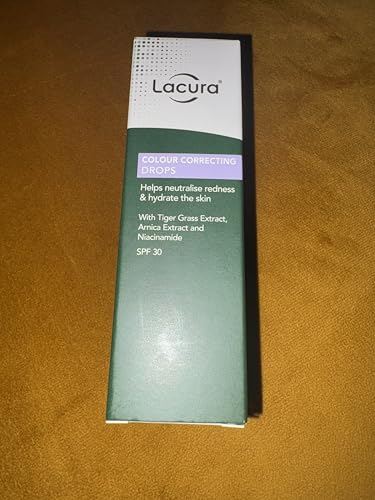 Lacura®
COLOUR CORRECTING
DROPS
Helps neutralise redness
& hydrate the skin
With Tiger Grass Extract,
Arnica Extract and
Niacinamide
SPF 30